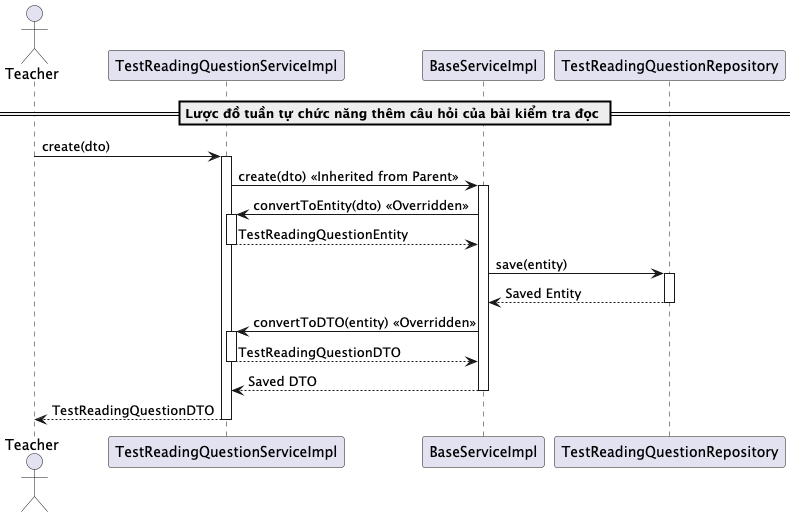 Teacher
TestReadingQuestionServiceImpl
BaseServiceImpl
TestReadingQuestionRepository
Lược đồ tuần tự chức năng thêm câu hỏi của bài kiểm tra đọc
create(dto)
create(dto) «Inherited from Parent»
convertToEntity(dto) «Overridden»
TestReadingQuestionEntity
save(entity)
Saved Entity
convertToDTO(entity) «Overridden»
TestReadingQuestionDTO
Saved DTO
TestReadingQuestionDTO
Teacher
TestReadingQuestionServiceImpl
BaseServiceImpl
TestReadingQuestionRepository